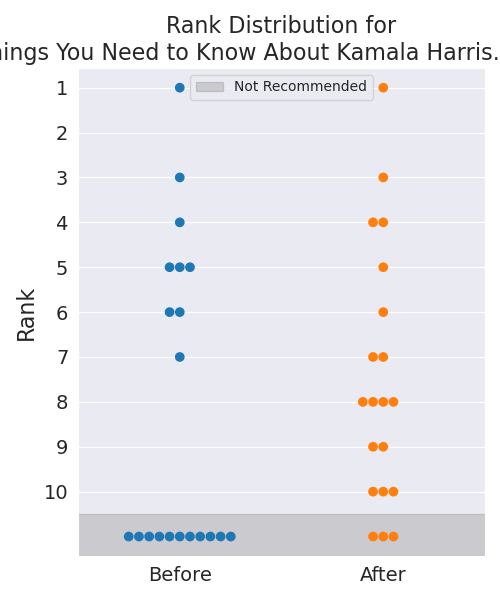 Rank Distribution for
ings You Need to Know About Kamala Harris.
Not Recommended
1
2
3
4
5
6
7
8
9
10
Rank
Before After